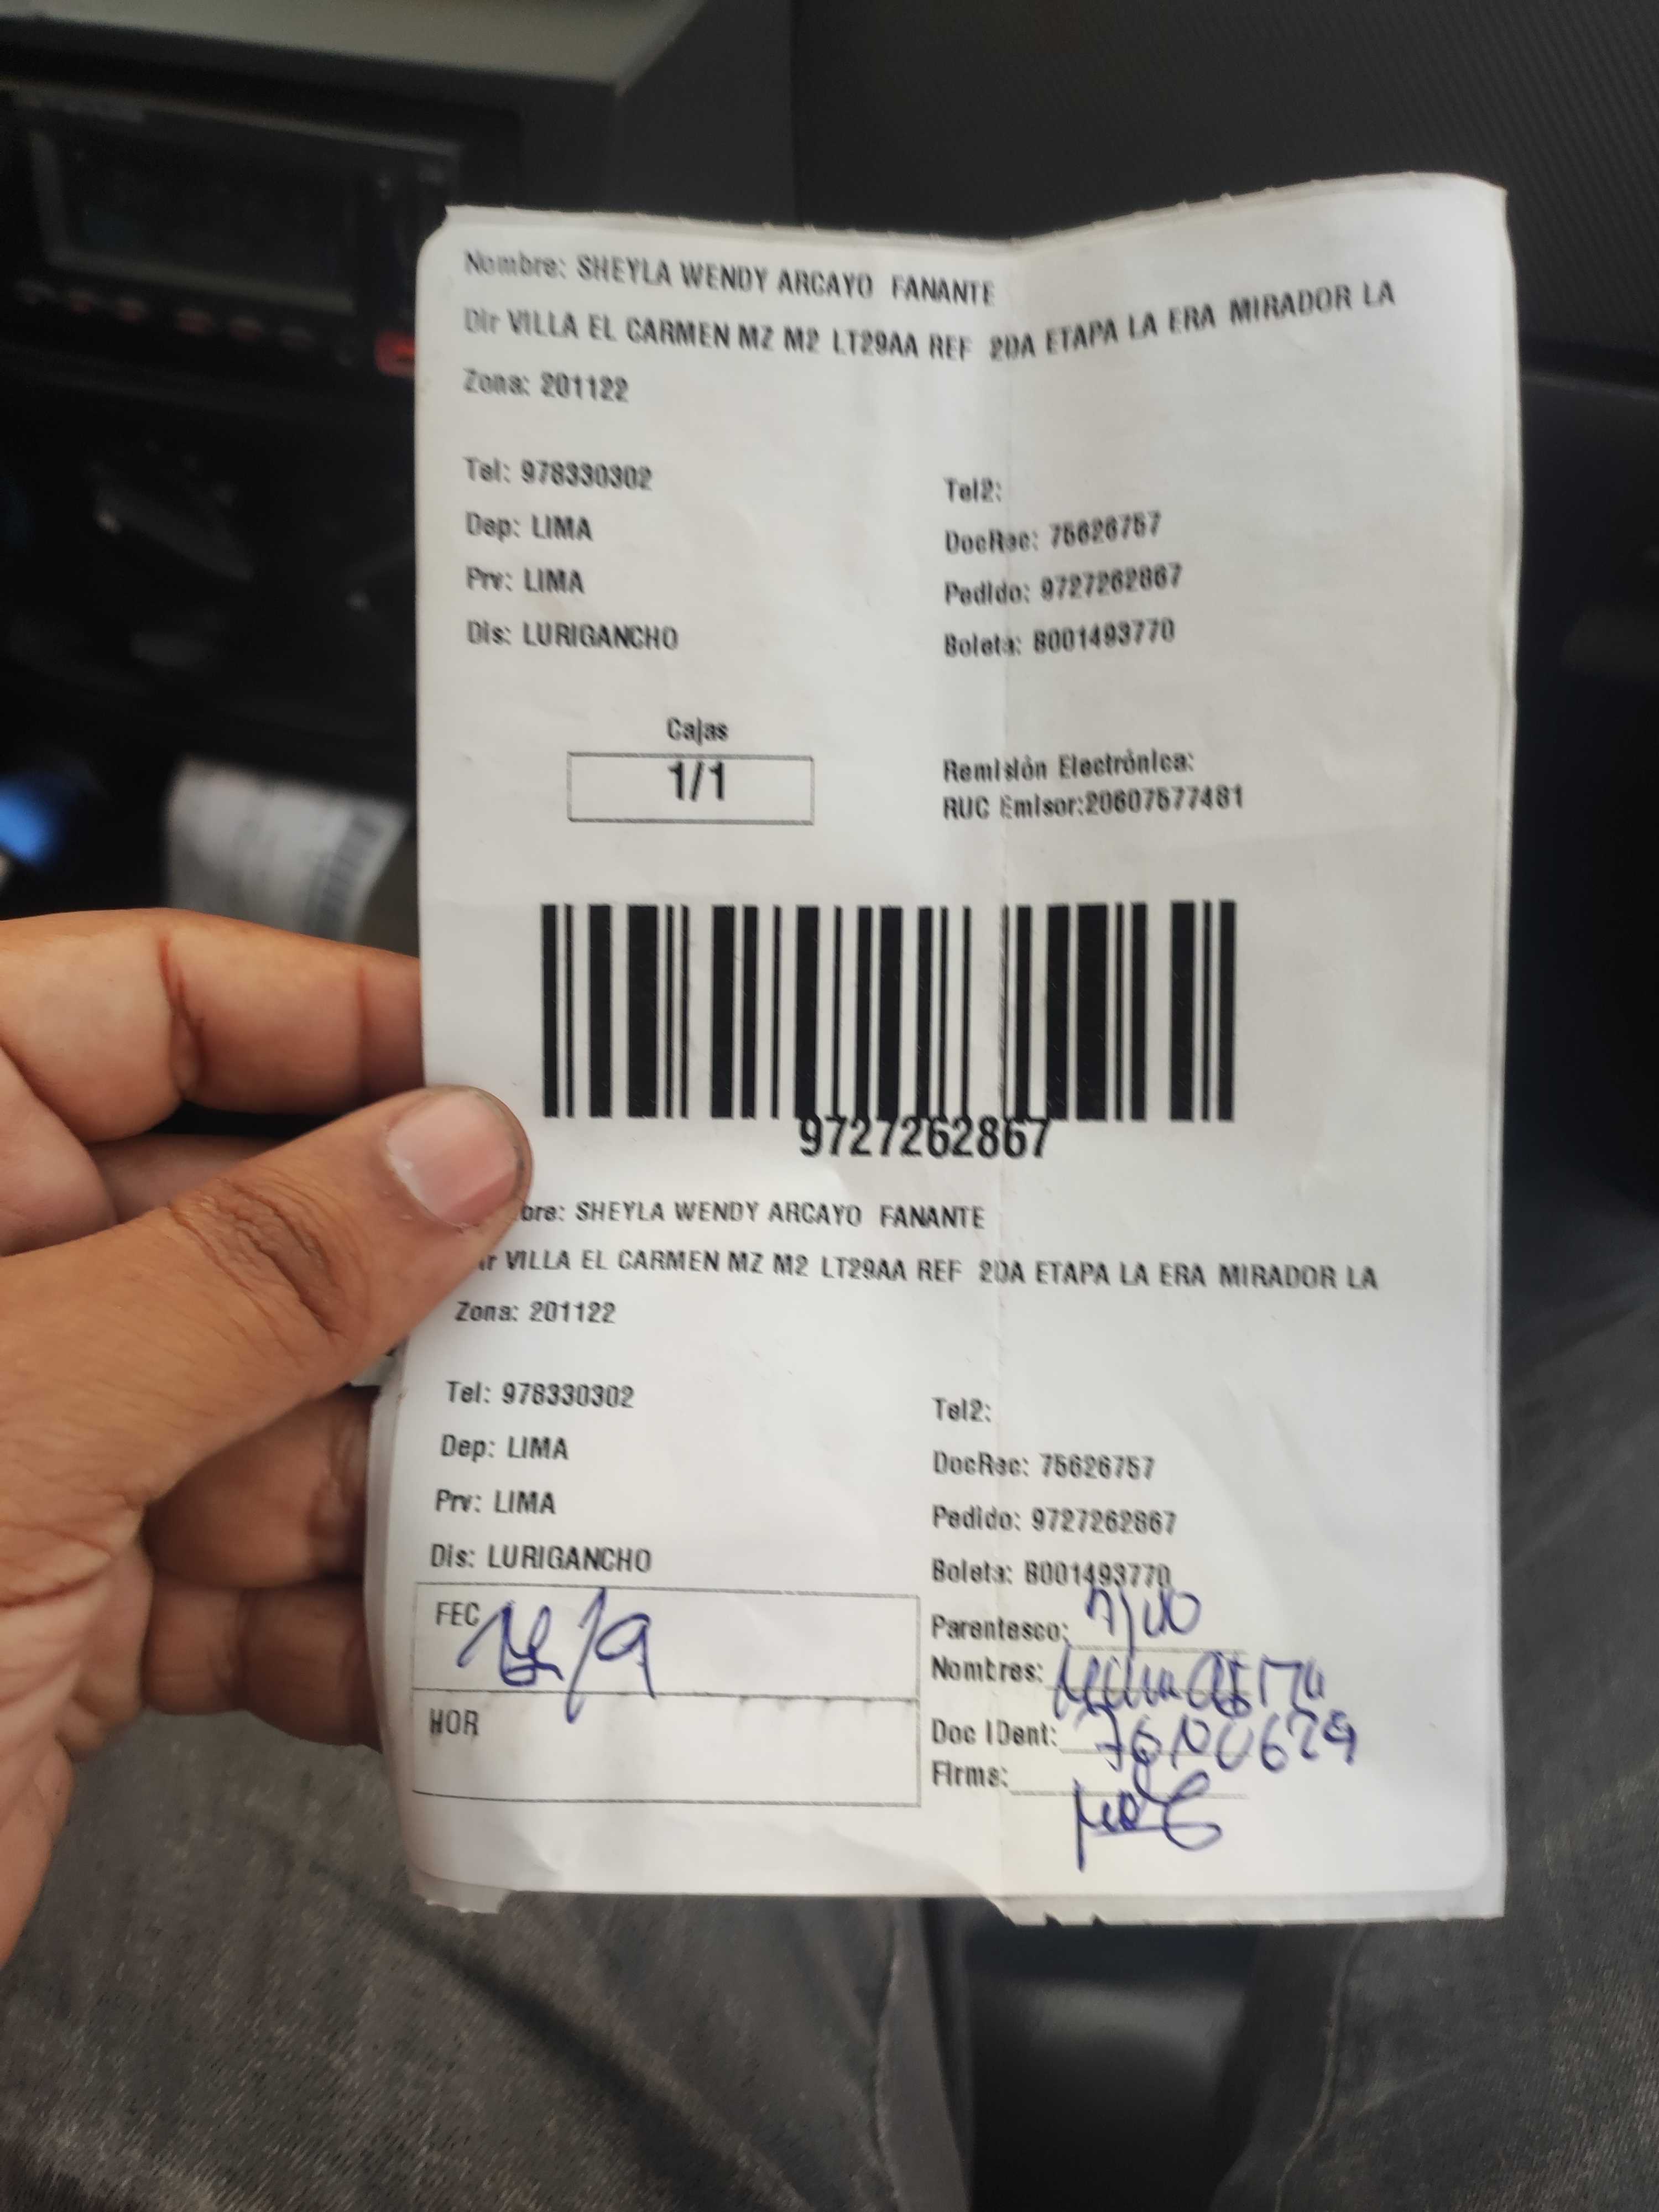 Nombre: SHEYLA WENDY ARCAYO FANANTE
Dir VILLA EL CARMEN MZ M2 LT29AA REF 2DA ETAPA LA ERA MIRADOR LA
Zona: 201122
Tel: 978330302
Tel2:
Dep: LIMA
DocRec: 75626757
Prv: LIMA
Pedido: 9727262867
Dis: LURIGANCHO
Boleta: B001493770
Cajas
1/1
Remisión Electrónica:
RUC Emisor:20607577481
9727262867
bre: SHEYLA WENDY ARCAYO FANANTE
Dir VILLA EL CARMEN MZ M2 LT29AA REF 2DA ETAPA LA ERA MIRADOR LA
Zona: 201122
Tel: 978330302
Tel2:
Dep: LIMA
DocRec: 75626757
Prv: LIMA
Pedido: 9727262867
Dis: LURIGANCHO
Boleta: B001493770
FEC
Parentesco:
Nombres:
HOR
Doc IDent:
Firma: